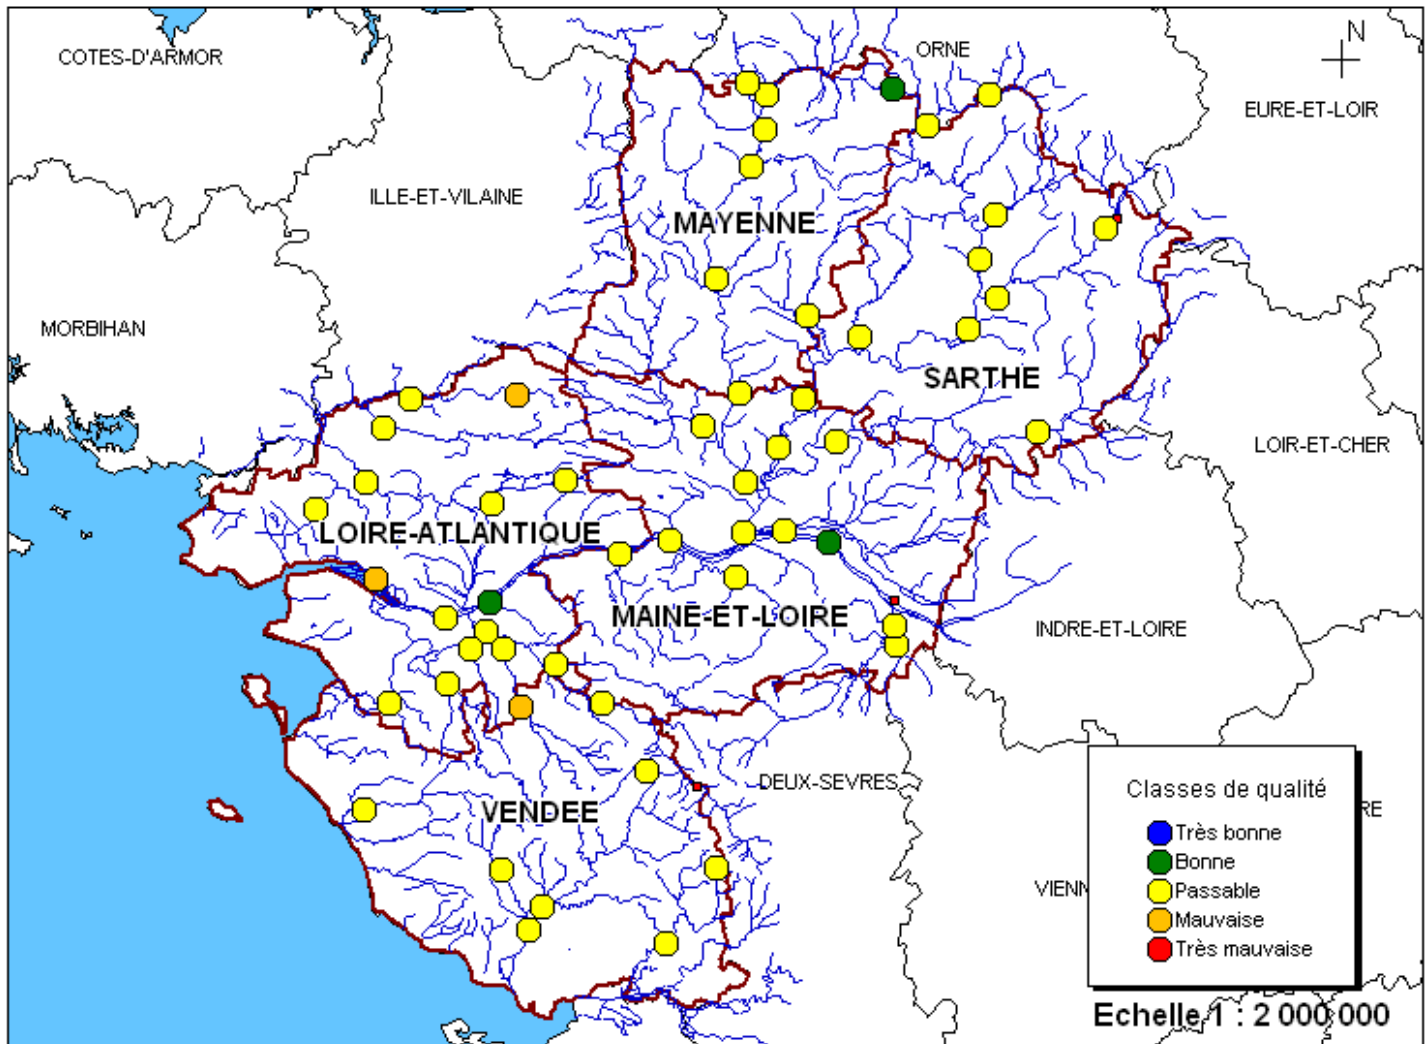 N
ORNE
COTES-D'ARMOR
EURE-ET-LOIR
ILLE-ET-VILAINE
MAYENNE
MORBIHAN
SARTHE
LOIR-ET-CHER
LOIRE-ATLANTIQUE
MAINE-ET-LOIRE
INDRE-ET-LOIRE
DEUX-SEVRES
VENDEE
Classes de qualité
RE
Très bonne
Bonne
VIENN
Passable
Mauvaise
Très mauvaise
Echelle 1 : 2 000 000